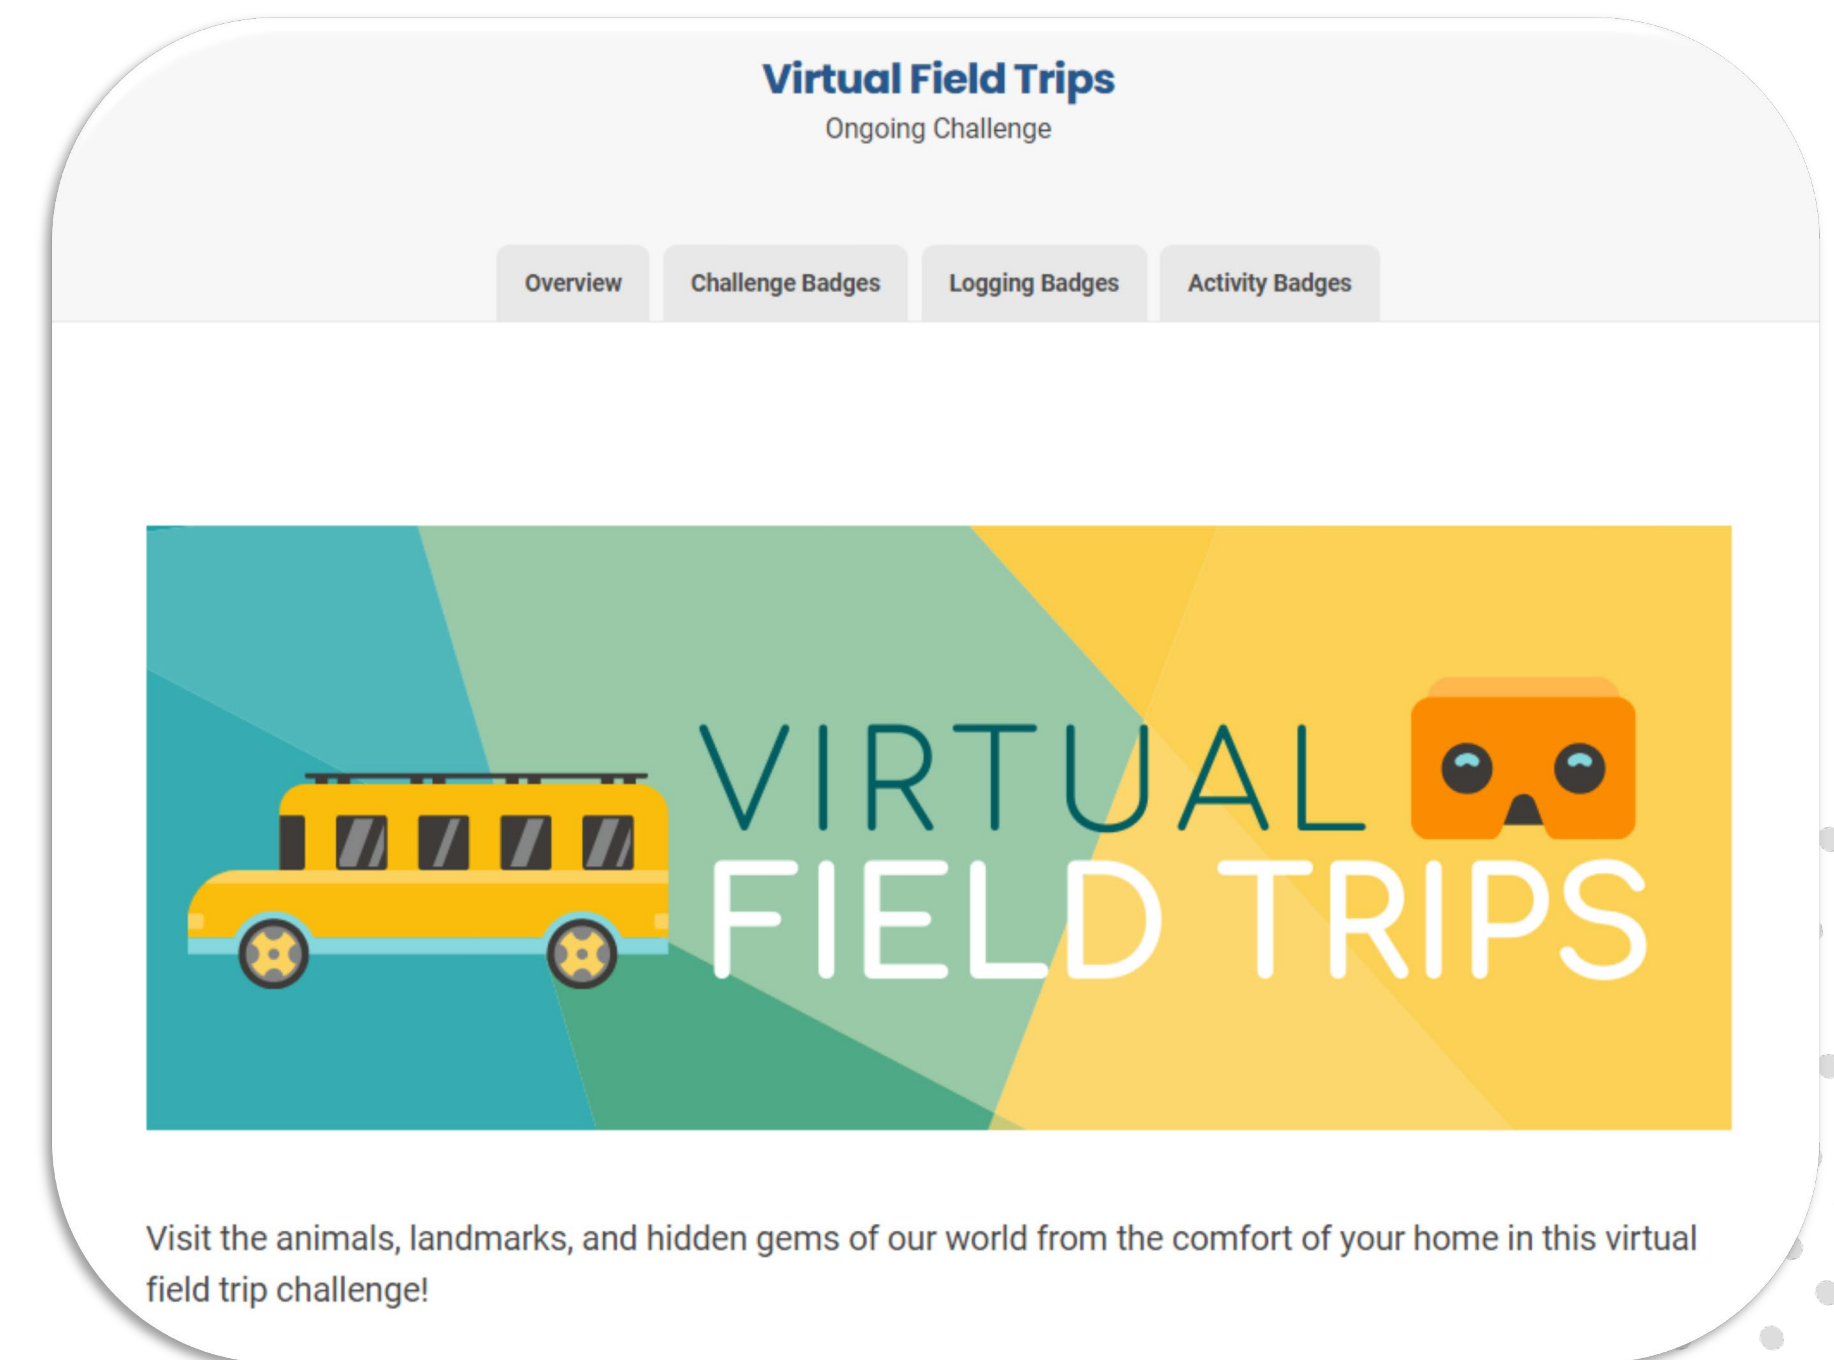 Virtual Field Trips
Ongoing Challenge
Overview Challenge Badges Logging Badges Activity Badges
VIRTUAL
FIELD TRIPS
Visit the animals, landmarks, and hidden gems of our world from the comfort of your home in this virtual
field trip challenge!